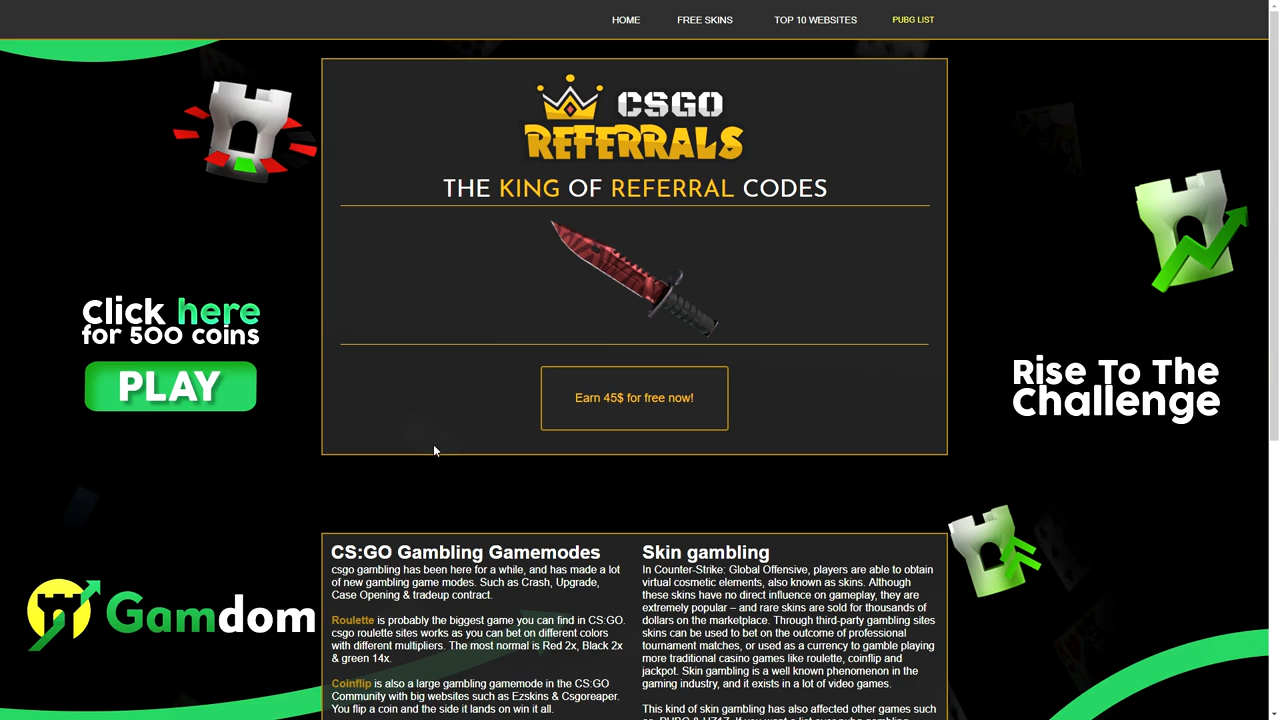 HOME FREE SKINS TOP 10 WEBSITES PUBG LIST
CSGO
REFERRALS
THE KING OF REFERRAL CODES
Click here
for 500 coins
PLAY
Earn 45$ for free now!
Rise To The
Challenge
Gamdom
CS:GO Gambling Gamemodes
csgo gambling has been here for a while, and has made a lot
of new gambling game modes. Such as Crash, Upgrade,
Case Opening & tradeup contract.
Roulette is probably the biggest game you can find in CS:GO.
csgo roulette sites works as you can bet on different colors
with different multipliers. The most normal is Red 2x, Black 2x
& green 14x.
Coinflip is also a large gambling gamemode in the CS:GO
Community with big websites such as Ezskins & Csgoreaper.
You flip a coin and the side it lands on win it all.
Skin gambling
In Counter-Strike: Global Offensive, players are able to obtain
virtual cosmetic elements, also known as skins. Although
these skins have no direct influence on gameplay, they are
extremely popular – and rare skins are sold for thousands of
dollars on the marketplace. Through third-party gambling sites
skins can be used to bet on the outcome of professional
tournament matches, or used as a currency to gamble playing
more traditional casino games like roulette, coinflip and
jackpot. Skin gambling is a well known phenomenon in the
gaming industry, and it exists in a lot of video games.
This kind of skin gambling has also affected other games such